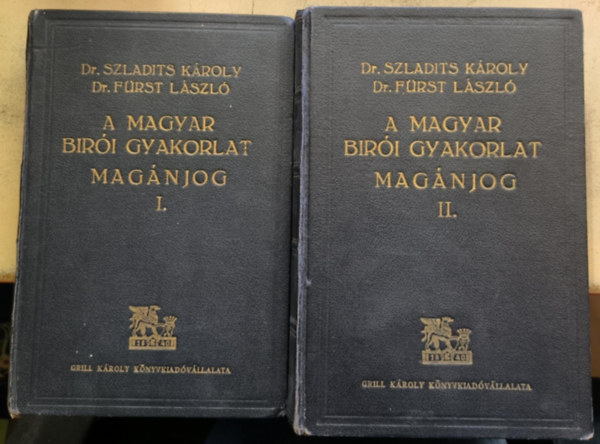 Dr. SZLADITS KÁROLY
Dr. FÜRST LÁSZLÓ
A MAGYAR
BIRÓI GYAKORLAT
MAGÁNJOG
I.
GRILL KÁROLY KÖNYVKIADÓVÁLLALATA
Dr. SZLADITS KÁROLY
Dr. FÜRST LÁSZLÓ
A MAGYAR
BIRÓI GYAKORLAT
MAGÁNJOG
II.
GRILL KÁROLY KÖNYVKIADÓVÁLLALATA